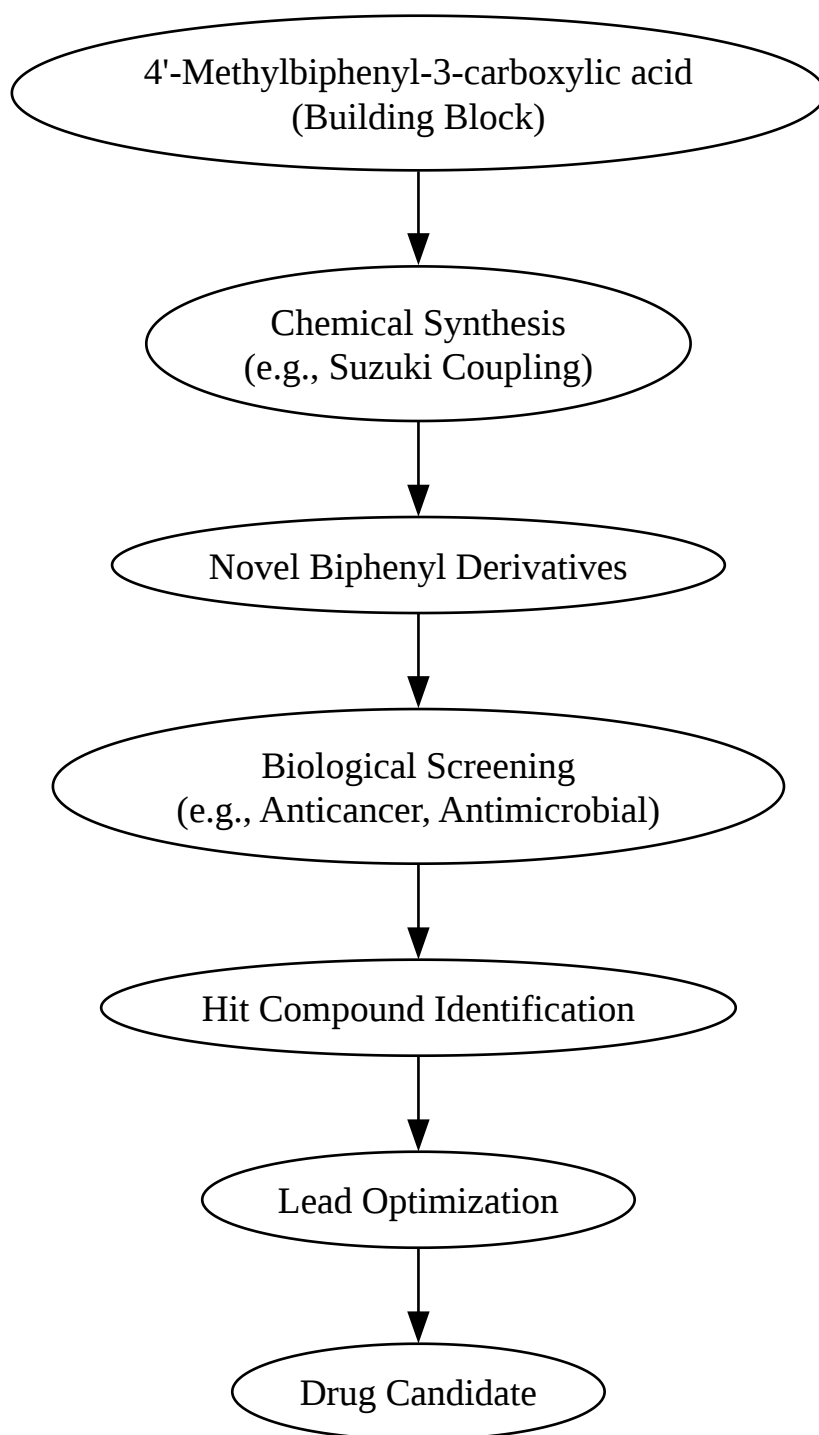 4'-Methylbiphenyl-3-carboxylic acid
(Building Block)
Chemical Synthesis
(e.g., Suzuki Coupling)
Novel Biphenyl Derivatives
Biological Screening
(e.g., Anticancer, Antimicrobial)
Hit Compound Identification
Lead Optimization
Drug Candidate